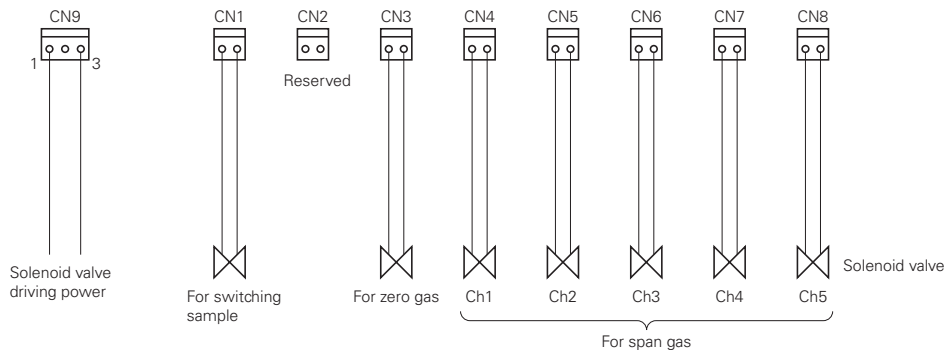 CN9
CN1
CN2
CN3
CN4
CN5
CN6
CN7
CN8
1
3
Reserved
Solenoid valve
driving power
For switching
sample
For zero gas
Ch1
Ch2
Ch3
Ch4
Ch5
Solenoid valve
For span gas